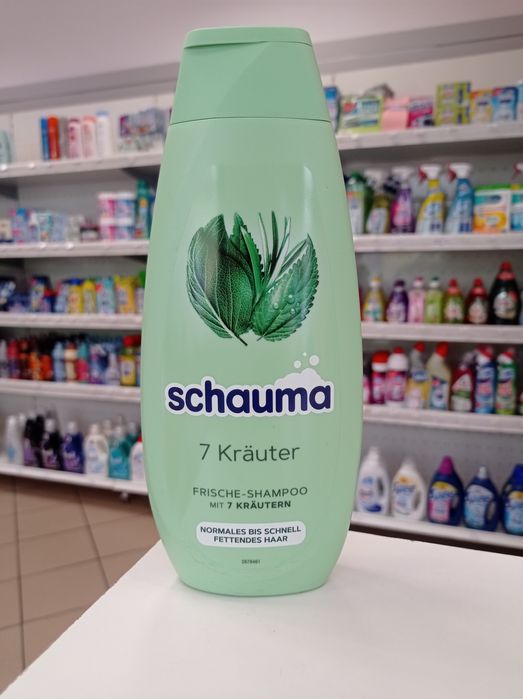 schauma
7 Kräuter
FRISCHE-SHAMPOO
MIT 7 KRÄUTERN
NORMALES BIS SCHNELL
FETTENDES HAAR